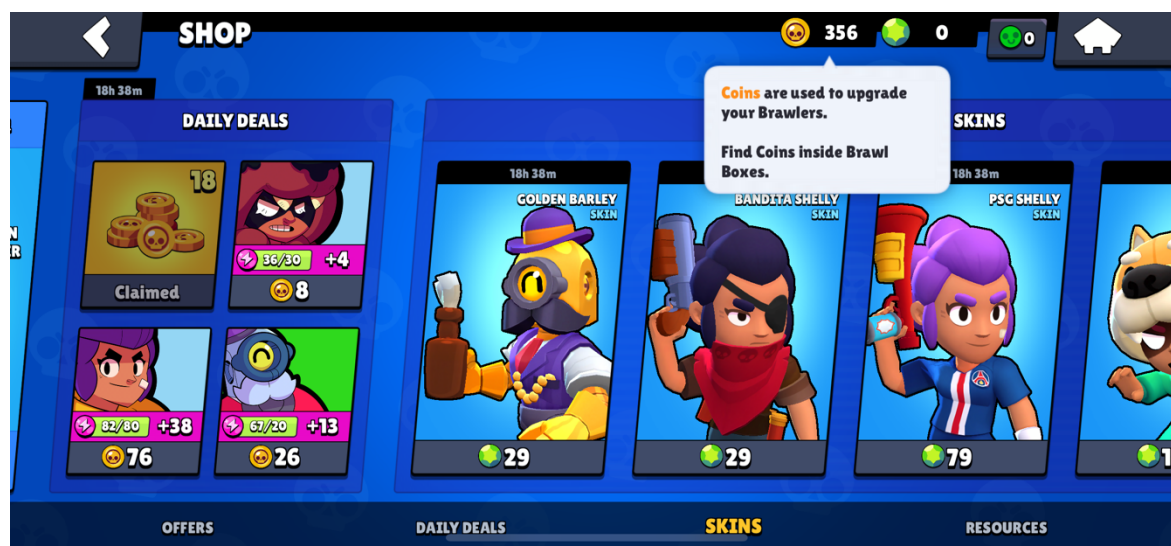 SHOP
356
0
0
Coins are used to upgrade
your Brawlers.
Find Coins inside Brawl
Boxes.
18h 38m
DAILY DEALS
18
Claimed
36/30 +4
8
82/80 +38
76
67/20 +13
26
SKINS
18h 38m
GOLDEN BARLEY
SKIN
29
BANDITA SHELLY
SKIN
29
18h 38m
PSG SHELLY
SKIN
79
OFFERS
DAILY DEALS
SKINS
RESOURCES